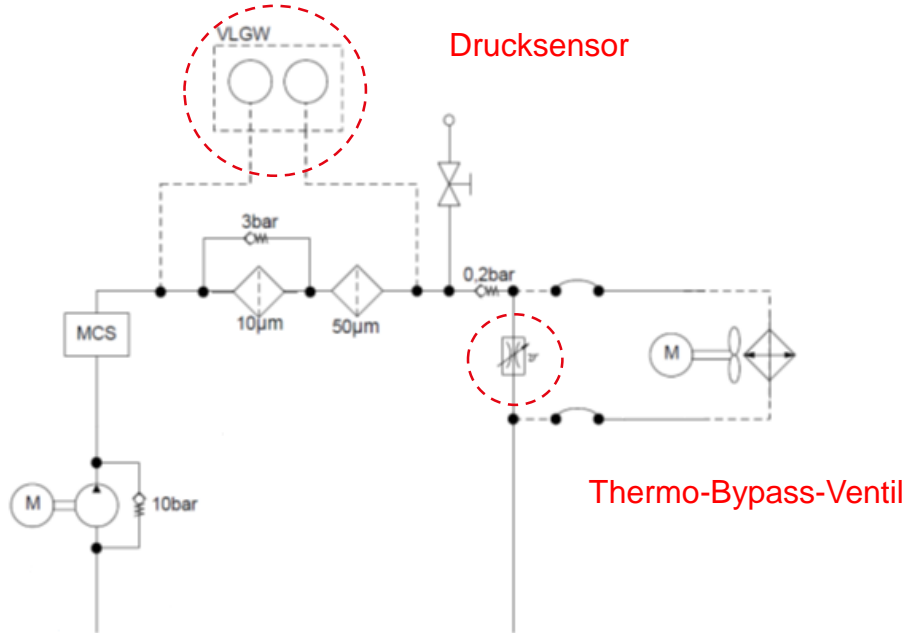 VLGW
Drucksensor
3bar
0,2bar
10µm
50µm
MCS
M
M
10bar
Thermo-Bypass-Ventil